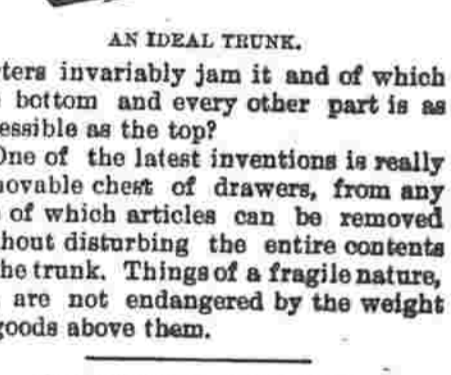 AN IDEAL TRUNK.
ters invariably jam it and of which
bottom and every other part is as
essible as the top?
One of the latest inventions is really
movable chest of drawers, from any
of which articles can be removed
hout disturbing the entire contents
he trunk. Things of a fragile nature,
are not endangered by the weight
goods above them.